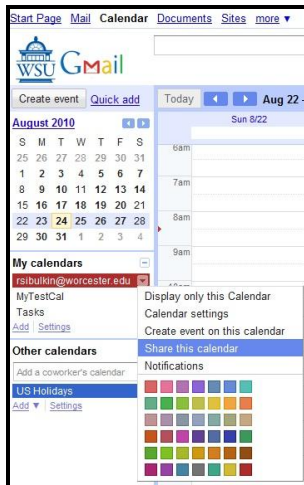 Start Page Mail Calendar Documents Sites more ▼
WSU GMail
Create event Quick add Today Aug 22 -
August 2010 Sun 8/22
S M T W T F S
25 26 27 28 29 30 31
1 2 3 4 5 6 7
8 9 10 11 12 13 14
15 16 17 18 19 20 21
22 23 24 25 26 27 28
29 30 31 1 2 3 4
6am
7am
8am
9am
My calendars
rsibulkin@worcester.edu
MyTestCal
Tasks
Add Settings
Other calendars
Add a coworker's calendar
US Holidays
Add ▼ Settings
Display only this Calendar
Calendar settings
Create event on this calendar
Share this calendar
Notifications